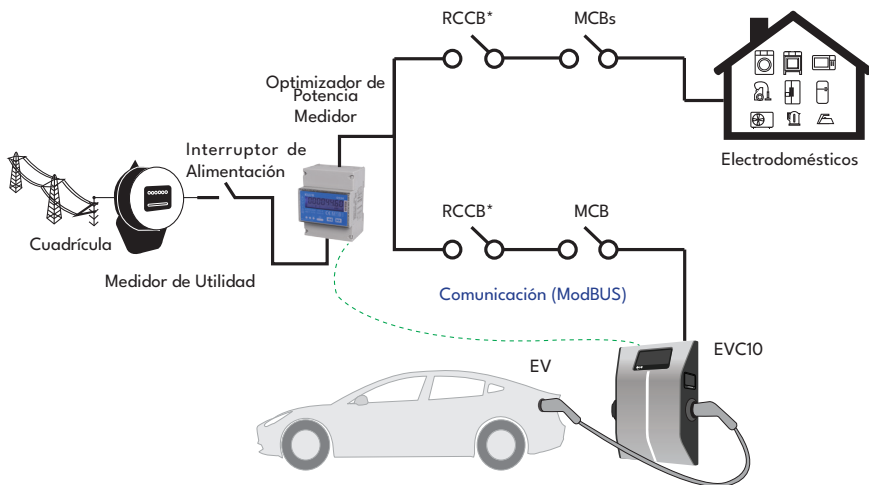 RCCB*
MCBs
Optimizador de
Potencia
Medidor
Interruptor de
Alimentación
Electrodomésticos
RCCB*
MCB
Cuadrícula
Medidor de Utilidad
Comunicación (ModBUS)
EVC10
EV